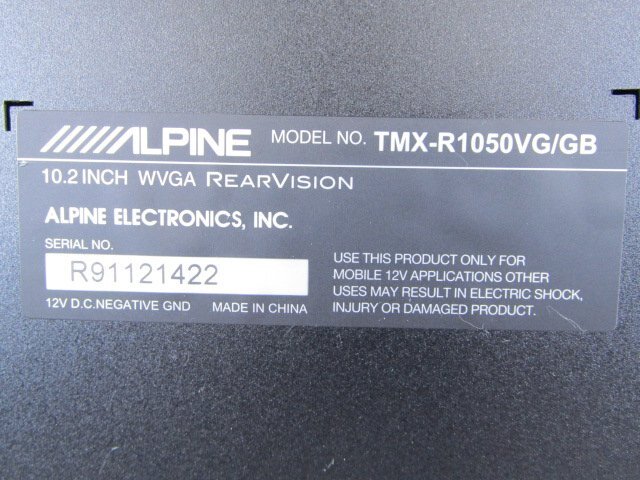 ALPINE MODEL NO. TMX-R1050VG/GB
10.2 INCH WVGA REARVISION
ALPINE ELECTRONICS, INC.
SERIAL NO.
R91121422
12V D.C.NEGATIVE GND MADE IN CHINA
USE THIS PRODUCT ONLY FOR
MOBILE 12V APPLICATIONS OTHER
USES MAY RESULT IN ELECTRIC SHOCK,
INJURY OR DAMAGED PRODUCT.